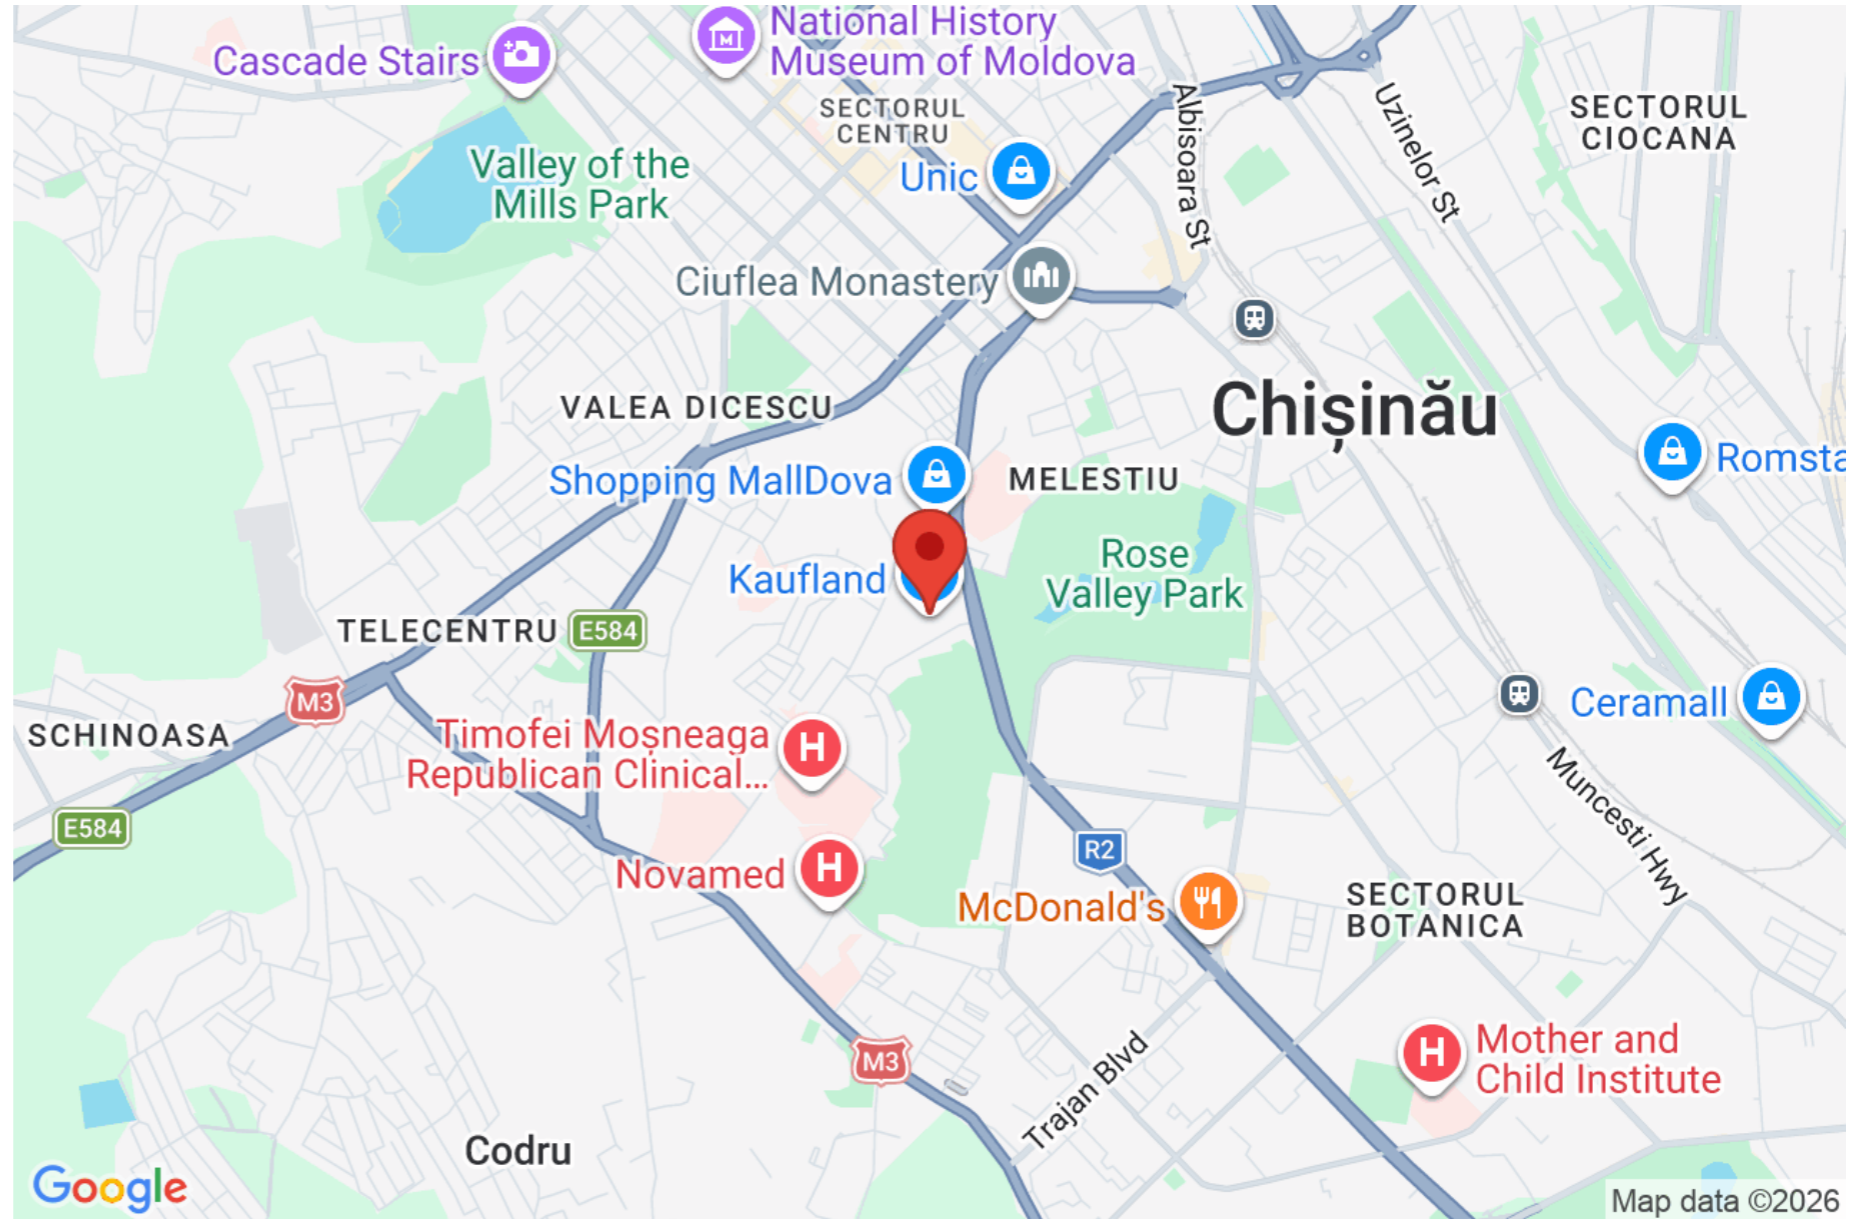 National History
Museum of Moldova
Cascade Stairs
SECTORUL
CENTRU
Albisoara St
Uzinelor St
SECTORUL
CIOCANA
Valley of the
Mills Park
Unic
Ciuflea Monastery
Chișinău
VALEA DICESCU
Shopping MallDova
MELESTIU
Romsta
Kaufland
Rose
Valley Park
TELECENTRU
E584
M3
SCHINOASA
Timofei Moșneaga
Republican Clinical...
H
Ceramall
Muncesti Hwy
E584
R2
Novamed
H
McDonald's
SECTORUL
BOTANICA
M3
Trajan Blvd
H
Mother and
Child Institute
Codru
Google
Map data ©2026